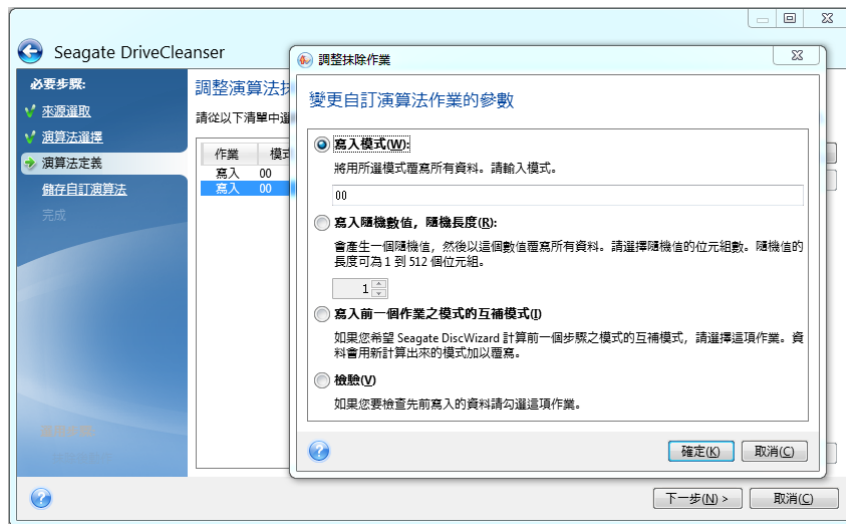 Seagate DriveCleanser
必要步驟:
來源選取
演算法選擇
演算法定義
儲存自訂演算法
完成
調整演算法
請從以下清單中
作業 模式
寫入 00
寫入 00
調整抹除作業
變更自訂演算法作業的參數
寫入模式(W):
將用所選模式覆寫所有資料。請輸入模式。
00
寫入隨機數值，隨機長度(R):
會產生一個隨機值，然後以這個數值覆寫所有資料。請選擇隨機值的位元組數。隨機值的
長度可為 1 到 512 個位元組。
1
寫入前一個作業之模式的互補模式(I)
如果您希望 Seagate DiscWizard 計算前一個步驟之模式的互補模式，請選擇這項作業。資
料會用新計算出來的模式加以覆寫。
檢驗(V)
如果您要檢查先前寫入的資料請勾選這項作業。
確定(K) 取消(C)
下一步(N) > 取消(C)